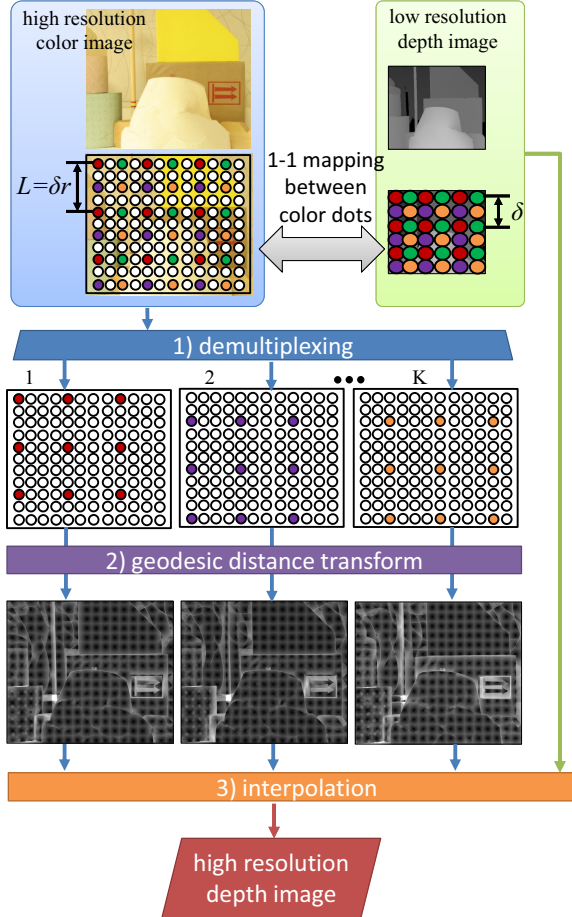 high resolution
color image
low resolution
depth image
L=δr
1-1 mapping
between
color dots
δ
1) demultiplexing
1
2
•••
K
2) geodesic distance transform
3) interpolation
high resolution
depth image